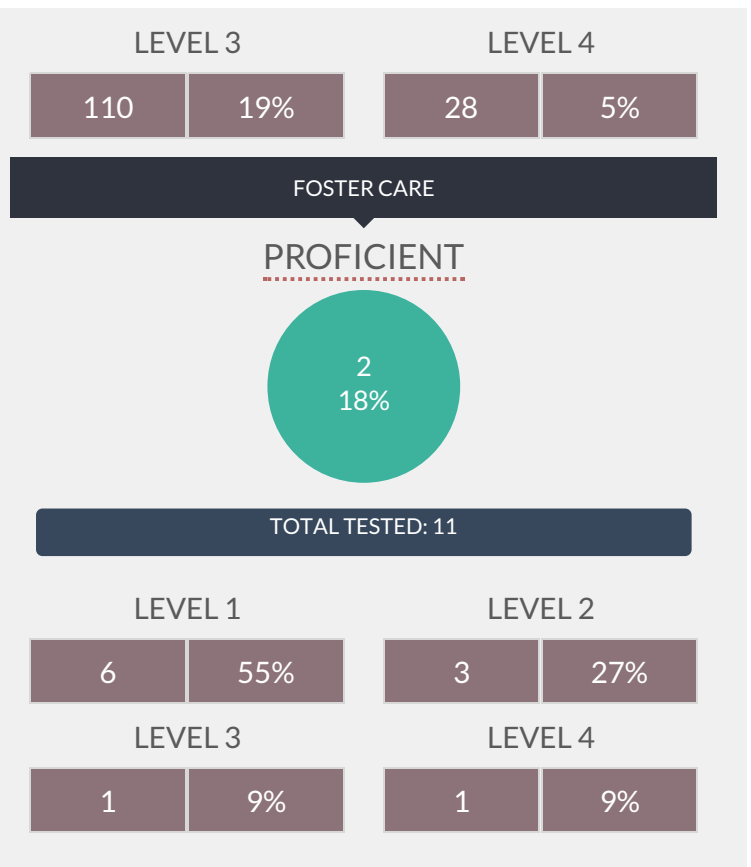 LEVEL 3 LEVEL 4
110 19% 28 5%
FOSTER CARE
PROFICIENT
2
18%
TOTAL TESTED: 11
LEVEL 1 LEVEL 2
6 55% 3 27%
LEVEL 3 LEVEL 4
1 9% 1 9%